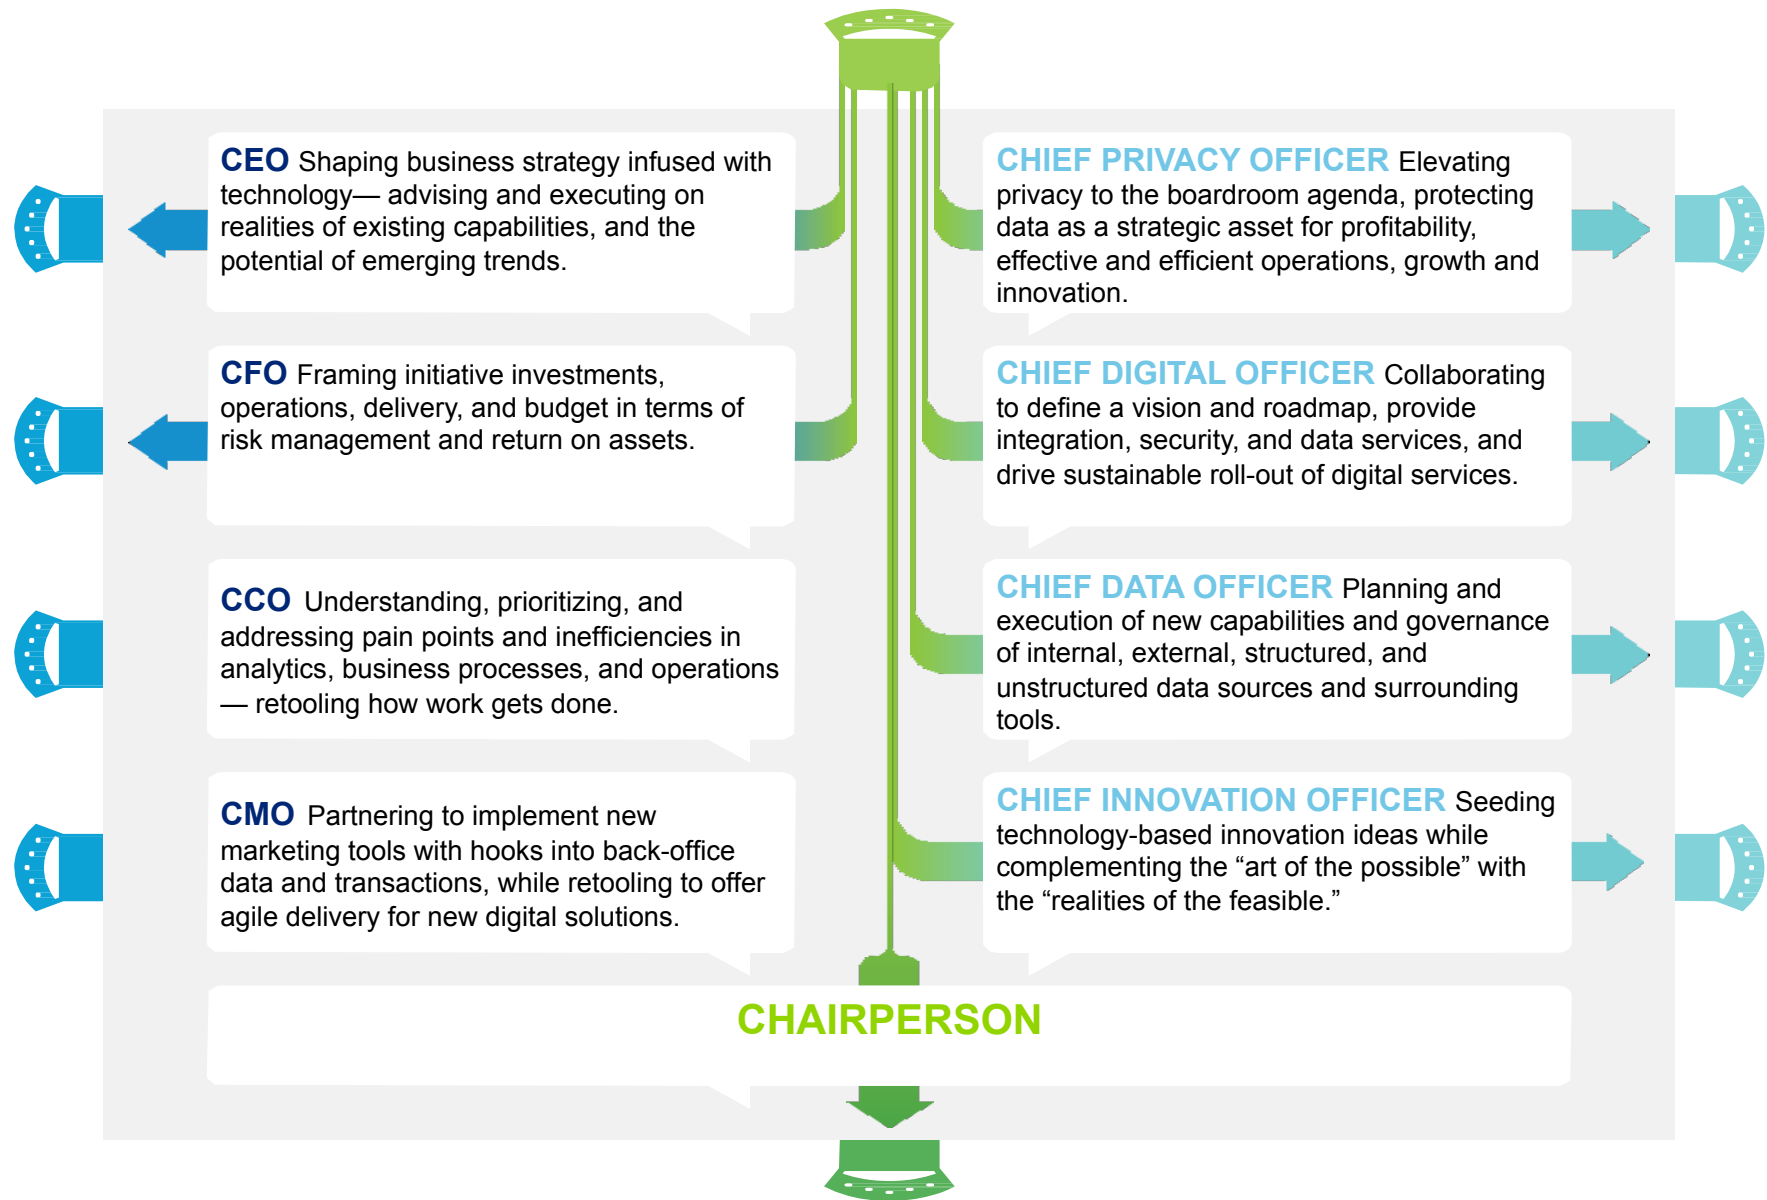 CEO Shaping business strategy infused with
technology— advising and executing on
realities of existing capabilities, and the
potential of emerging trends.
CFO Framing initiative investments,
operations, delivery, and budget in terms of
risk management and return on assets.
CCO Understanding, prioritizing, and
addressing pain points and inefficiencies in
analytics, business processes, and operations
— retooling how work gets done.
CMO Partnering to implement new
marketing tools with hooks into back-office
data and transactions, while retooling to offer
agile delivery for new digital solutions.
CHIEF PRIVACY OFFICER Elevating
privacy to the boardroom agenda, protecting
data as a strategic asset for profitability,
effective and efficient operations, growth and
innovation.
CHIEF DIGITAL OFFICER Collaborating
to define a vision and roadmap, provide
integration, security, and data services, and
drive sustainable roll-out of digital services.
CHIEF DATA OFFICER Planning and
execution of new capabilities and governance
of internal, external, structured, and
unstructured data sources and surrounding
tools.
CHIEF INNOVATION OFFICER Seeding
technology-based innovation ideas while
complementing the “art of the possible” with
the “realities of the feasible.”
CHAIRPERSON